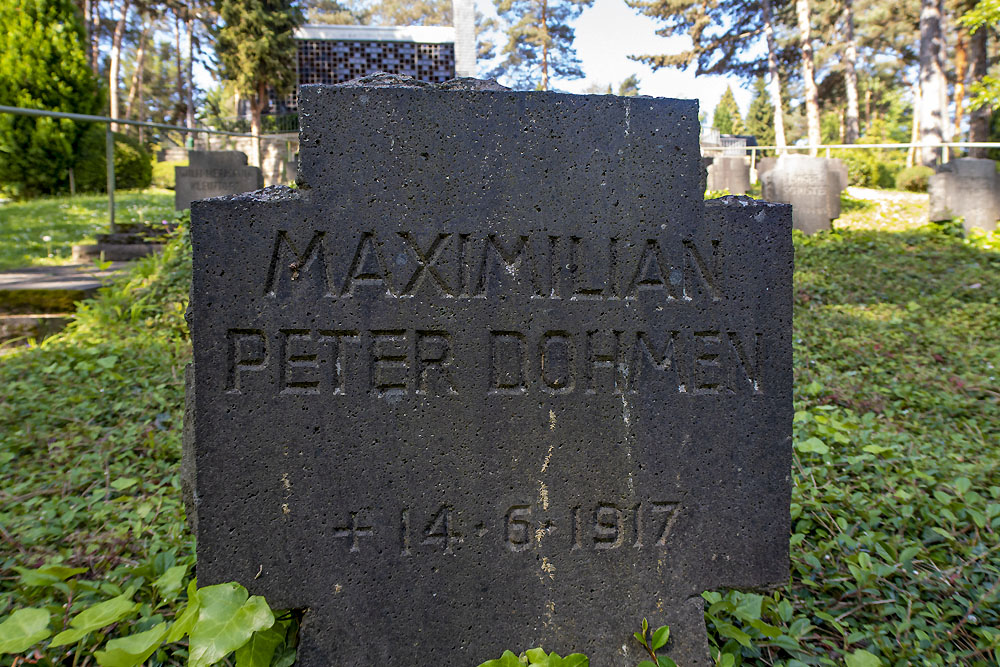 MAXIMILIAN
PETER DOHMEN
+ 14·6·1917